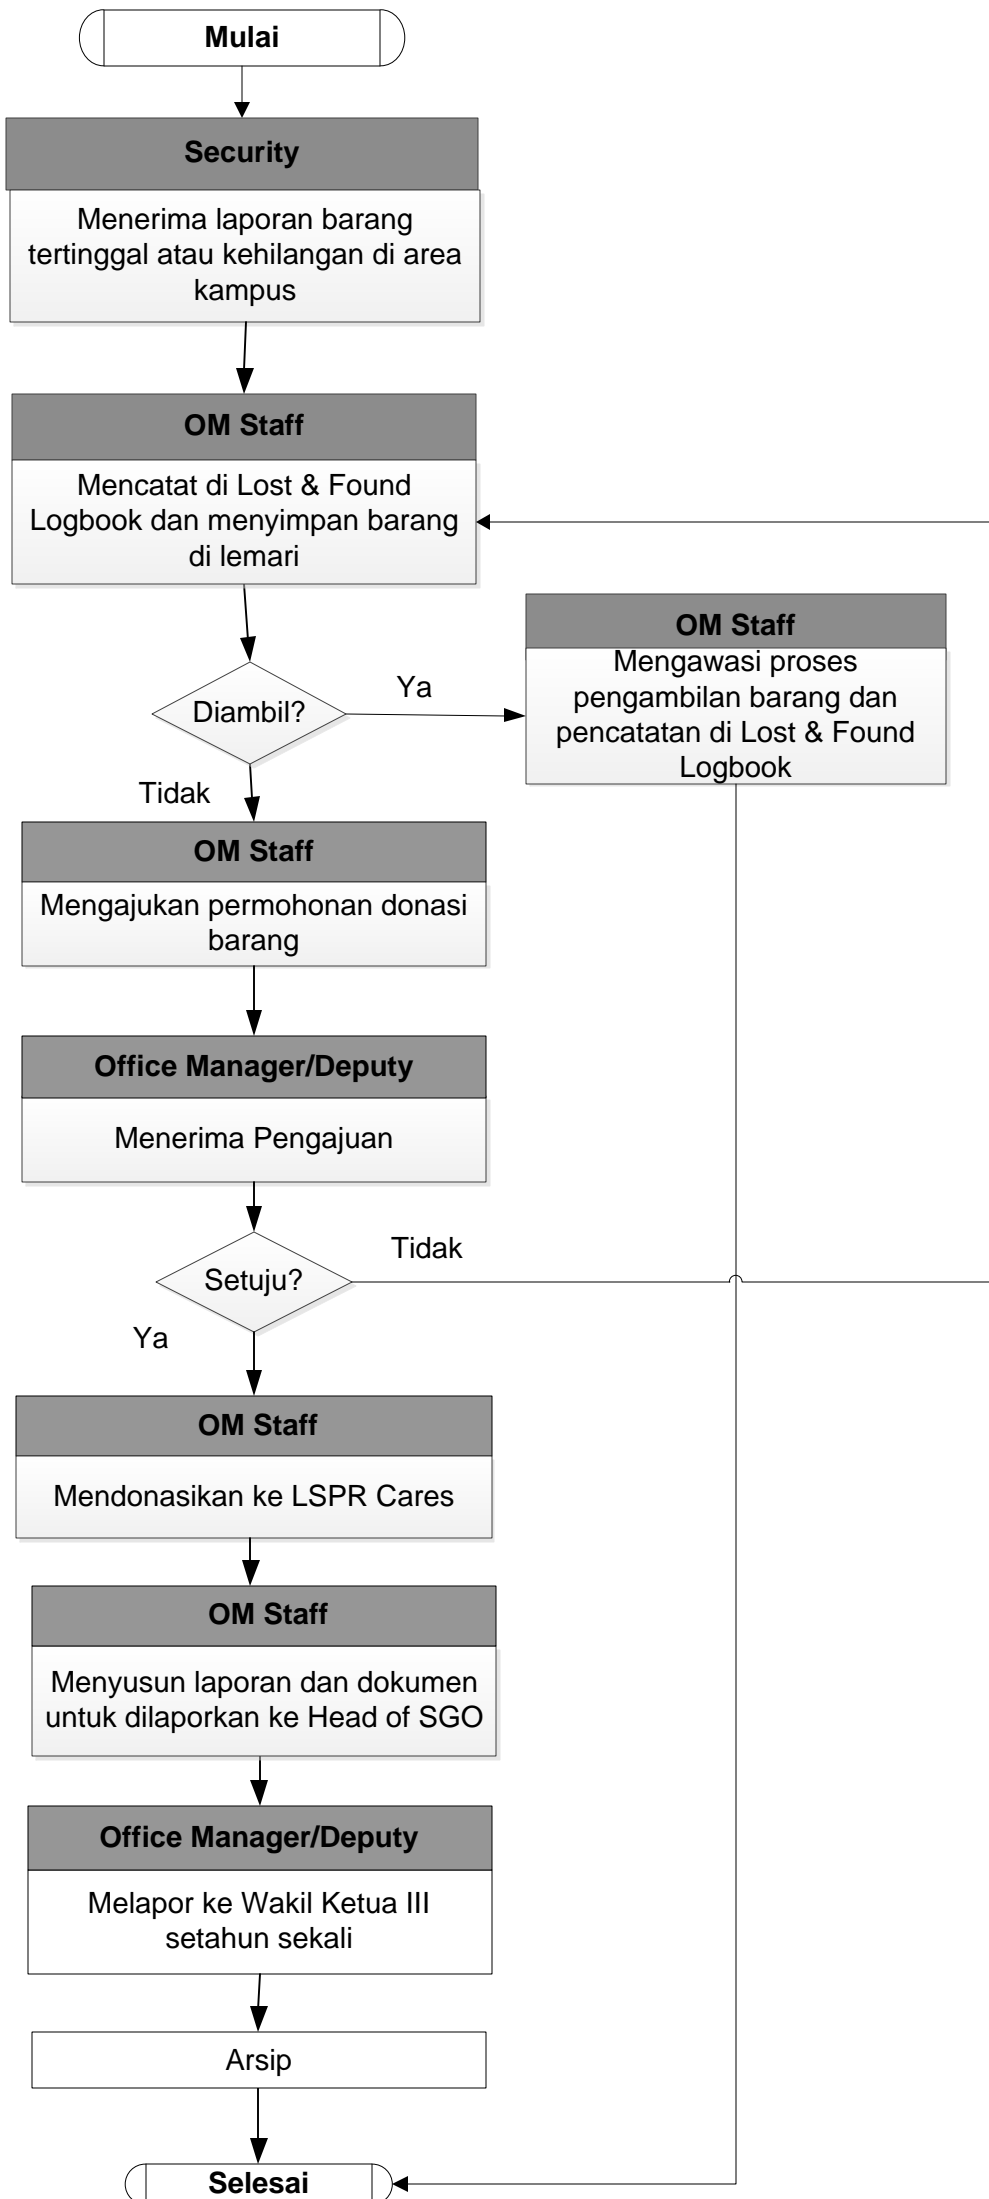 Mulai
Security
Menerima laporan barang
tertinggal atau kehilangan di area
kampus
OM Staff
Mencatat di Lost & Found
Logbook dan menyimpan barang
di lemari
Diambil?
Ya
OM Staff
Mengawasi proses
pengambilan barang dan
pencatatan di Lost & Found
Logbook
Tidak
OM Staff
Mengajukan permohonan donasi
barang
Office Manager/Deputy
Menerima Pengajuan
Setuju?
Tidak
Ya
OM Staff
Mendonasikan ke LSPR Cares
OM Staff
Menyusun laporan dan dokumen
untuk dilaporkan ke Head of SGO
Office Manager/Deputy
Melapor ke Wakil Ketua III
setahun sekali
Arsip
Selesai